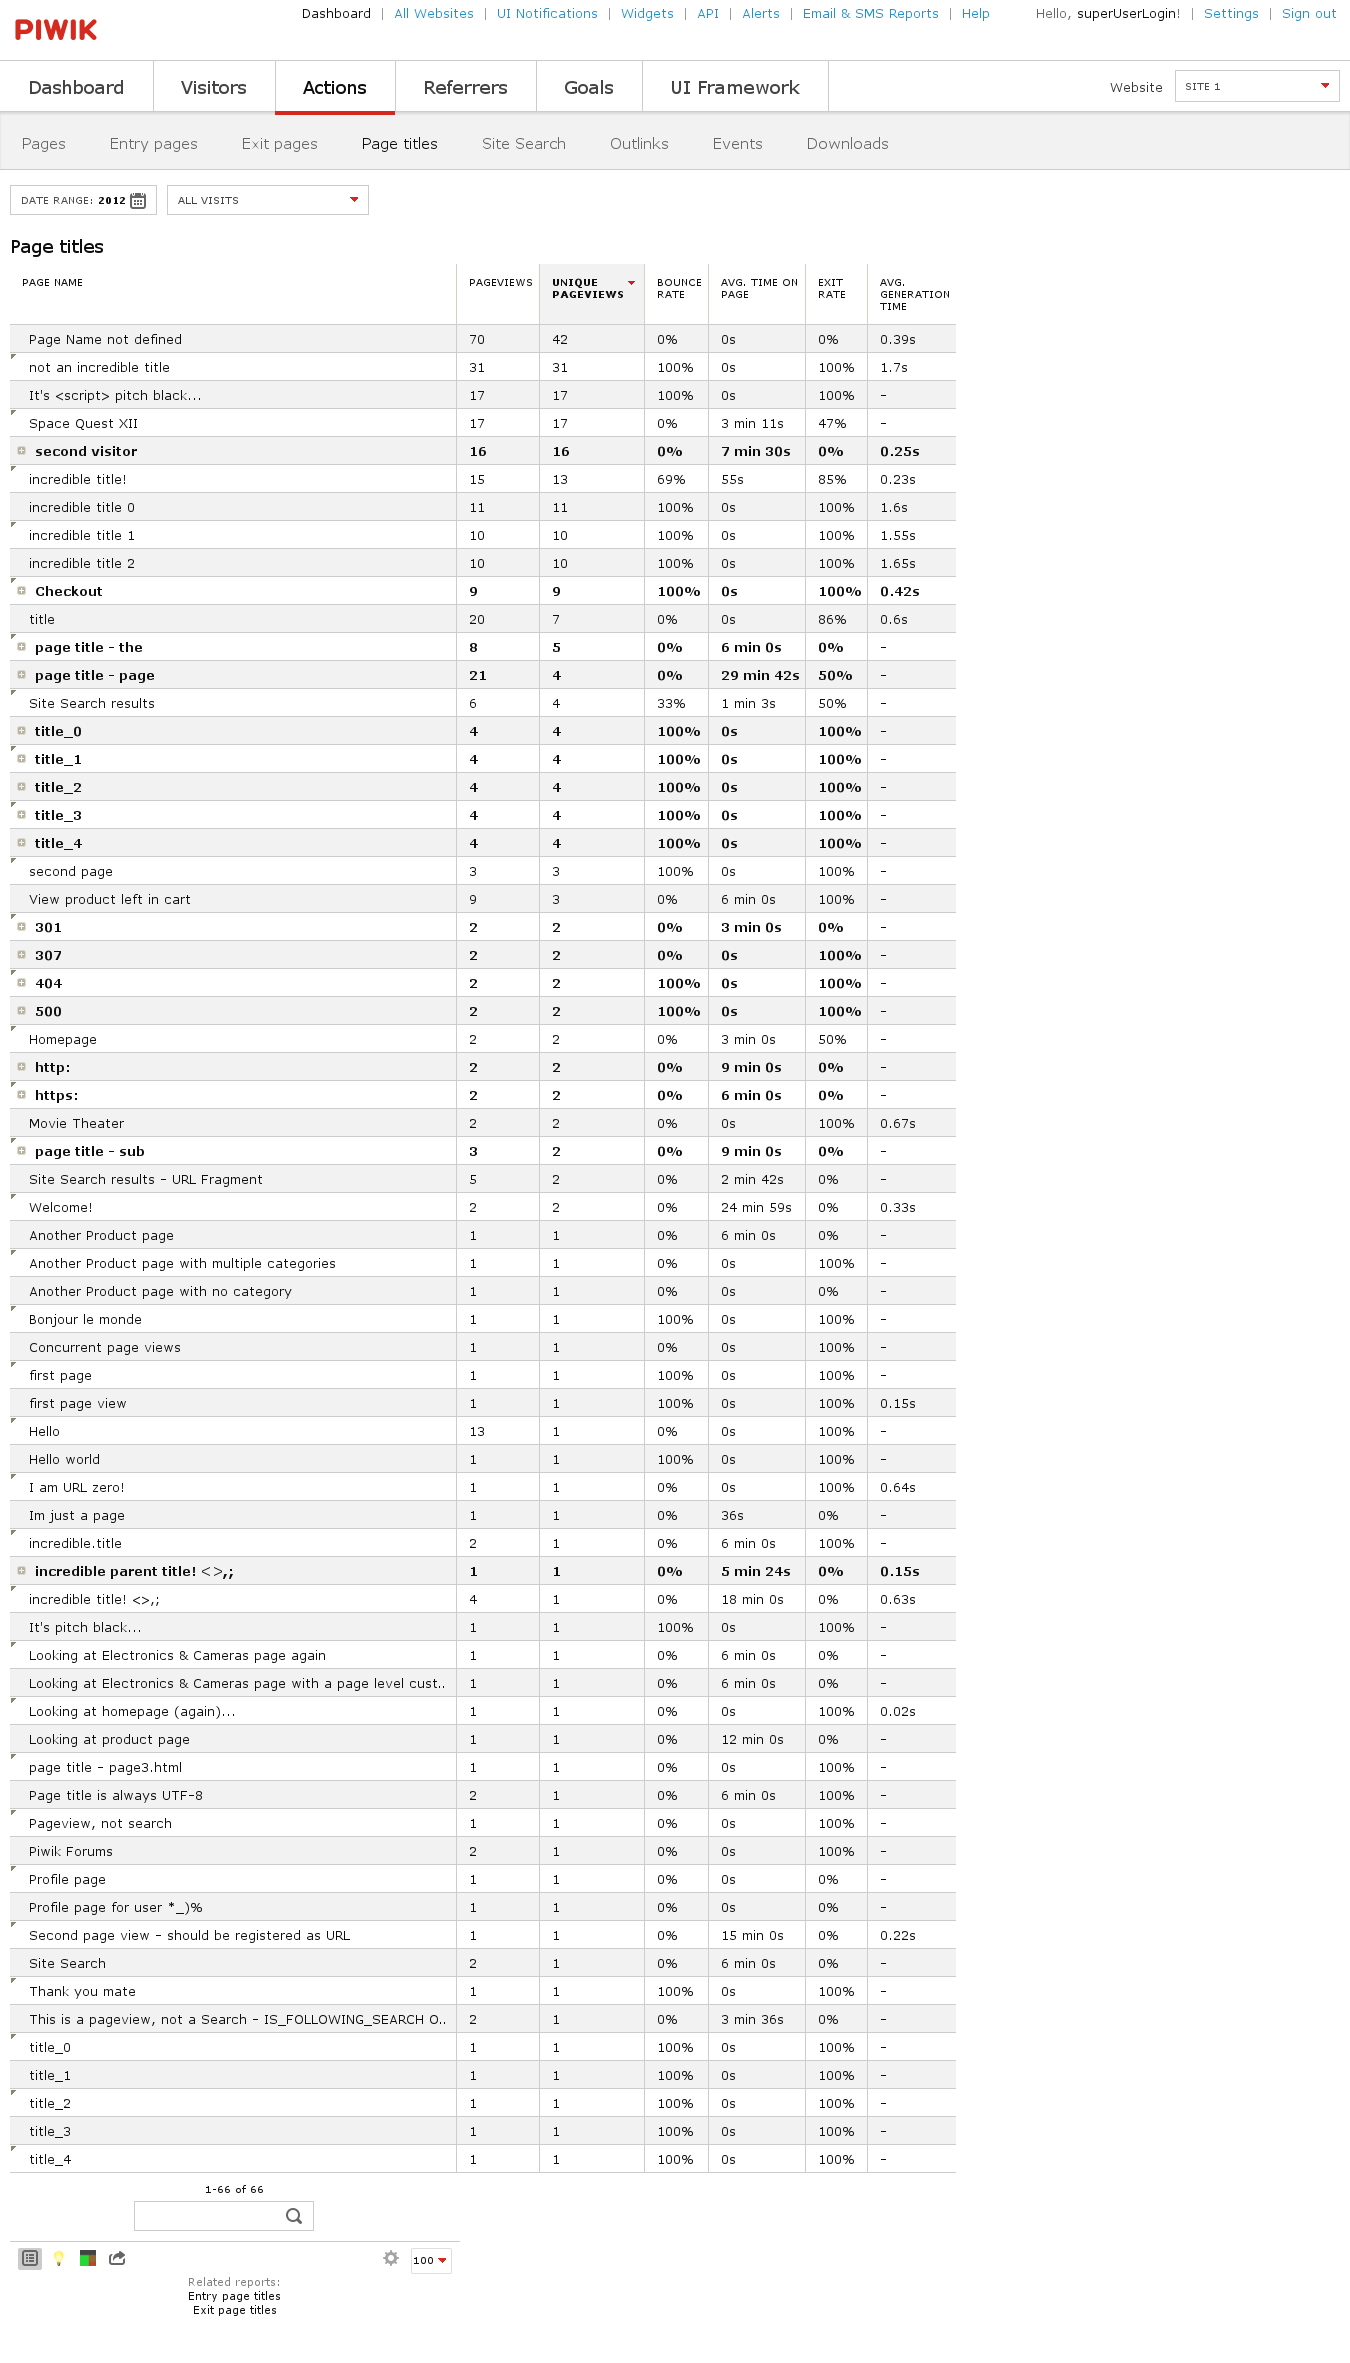 Dashboard | All Websites | UI Notifications | Widgets | API | Alerts | Email & SMS Reports | Help Hello, superUserLogin! | Settings | Sign out
PIWIK
Dashboard Visitors Actions Referrers Goals UI Framework Website SITE 1
Pages Entry pages Exit pages Page titles Site Search Outlinks Events Downloads
DATE RANGE: 2012 ALL VISITS
Page titles
PAGE NAME PAGEVIEWS UNIQUE PAGEVIEWS BOUNCE RATE AVG. TIME ON PAGE EXIT RATE AVG. GENERATION TIME
Page Name not defined 70 42 0% 0s 0% 0.39s
not an incredible title 31 31 100% 0s 100% 1.7s
It's <script> pitch black... 17 17 100% 0s 100% -
Space Quest XII 17 17 0% 3 min 11s 47% -
second visitor 16 16 0% 7 min 30s 0% 0.25s
incredible title! 15 13 69% 55s 85% 0.23s
incredible title 0 11 11 100% 0s 100% 1.6s
incredible title 1 10 10 100% 0s 100% 1.55s
incredible title 2 10 10 100% 0s 100% 1.65s
Checkout 9 9 100% 0s 100% 0.42s
title 20 7 0% 0s 86% 0.6s
page title - the 8 5 0% 6 min 0s 0% -
page title - page 21 4 0% 29 min 42s 50% -
Site Search results 6 4 33% 1 min 3s 50% -
title_0 4 4 100% 0s 100% -
title_1 4 4 100% 0s 100% -
title_2 4 4 100% 0s 100% -
title_3 4 4 100% 0s 100% -
title_4 4 4 100% 0s 100% -
second page 3 3 100% 0s 100% -
View product left in cart 9 3 0% 6 min 0s 100% -
301 2 2 0% 3 min 0s 0% -
307 2 2 0% 0s 100% -
404 2 2 100% 0s 100% -
500 2 2 100% 0s 100% -
Homepage 2 2 0% 3 min 0s 50% -
http: 2 2 0% 9 min 0s 0% -
https: 2 2 0% 6 min 0s 0% -
Movie Theater 2 2 0% 0s 100% 0.67s
page title - sub 3 2 0% 9 min 0s 0% -
Site Search results - URL Fragment 5 2 0% 2 min 42s 0% -
Welcome! 2 2 0% 24 min 59s 0% 0.33s
Another Product page 1 1 0% 6 min 0s 0% -
Another Product page with multiple categories 1 1 0% 0s 100% -
Another Product page with no category 1 1 0% 0s 0% -
Bonjour le monde 1 1 100% 0s 100% -
Concurrent page views 1 1 0% 0s 100% -
first page 1 1 100% 0s 100% -
first page view 1 1 100% 0s 100% 0.15s
Hello 13 1 0% 0s 100% -
Hello world 1 1 100% 0s 100% -
I am URL zero! 1 1 0% 0s 100% 0.64s
Im just a page 1 1 0% 36s 0% -
incredible.title 2 1 0% 6 min 0s 100% -
incredible parent title! <>,; 1 1 0% 5 min 24s 0% 0.15s
incredible title! <>,; 4 1 0% 18 min 0s 0% 0.63s
It's pitch black... 1 1 100% 0s 100% -
Looking at Electronics & Cameras page again 1 1 0% 6 min 0s 0% -
Looking at Electronics & Cameras page with a page level cust.. 1 1 0% 6 min 0s 0% -
Looking at homepage (again)... 1 1 0% 0s 100% 0.02s
Looking at product page 1 1 0% 12 min 0s 0% -
page title - page3.html 1 1 0% 0s 100% -
Page title is always UTF-8 2 1 0% 6 min 0s 100% -
Pageview, not search 1 1 0% 0s 100% -
Piwik Forums 2 1 0% 0s 100% -
Profile page 1 1 0% 0s 0% -
Profile page for user *_)% 1 1 0% 0s 0% -
Second page view - should be registered as URL 1 1 0% 15 min 0s 0% 0.22s
Site Search 2 1 0% 6 min 0s 0% -
Thank you mate 1 1 100% 0s 100% -
This is a pageview, not a Search - IS_FOLLOWING_SEARCH O.. 2 1 0% 3 min 36s 0% -
title_0 1 1 100% 0s 100% -
title_1 1 1 100% 0s 100% -
title_2 1 1 100% 0s 100% -
title_3 1 1 100% 0s 100% -
title_4 1 1 100% 0s 100% -
1-66 of 66
100
Related reports:
Entry page titles
Exit page titles